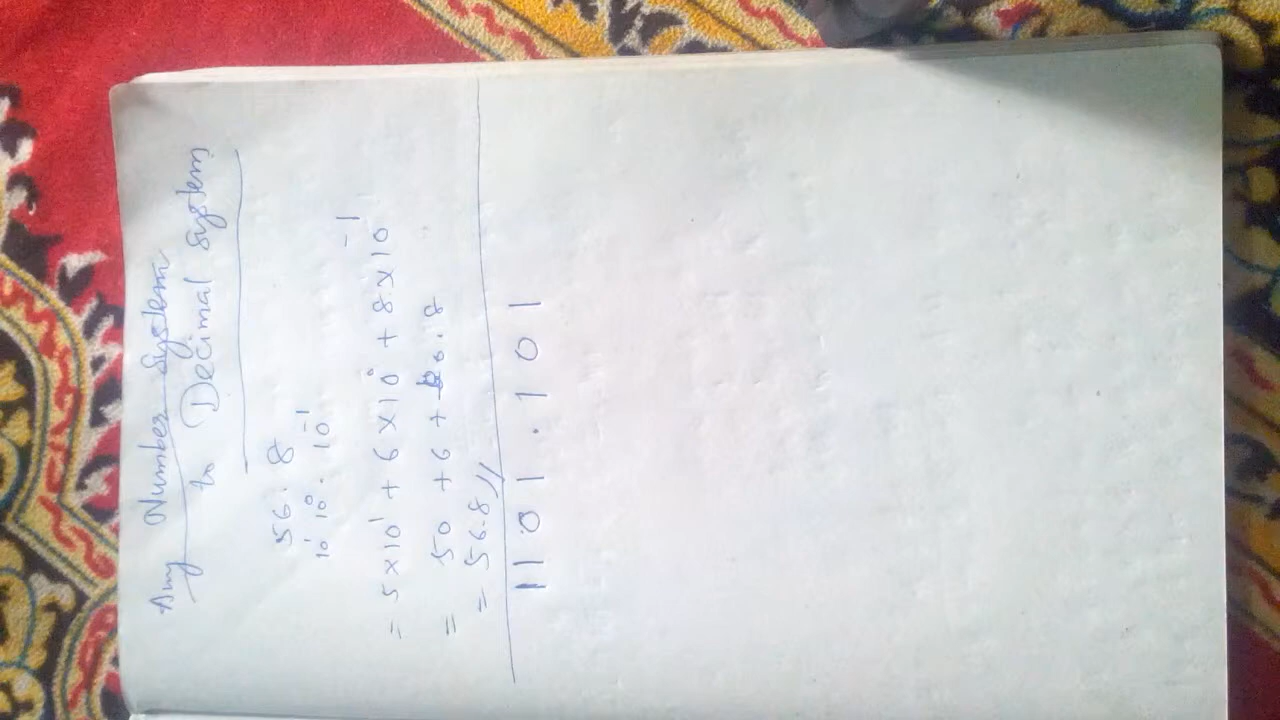 Any Number System
to Decimal System
56.8
10¹ 10⁰ . 10⁻¹
= 5×10¹ + 6×10⁰ + 8×10⁻¹
= 50 + 6 + 0.8
= 56.8 //
1101.101